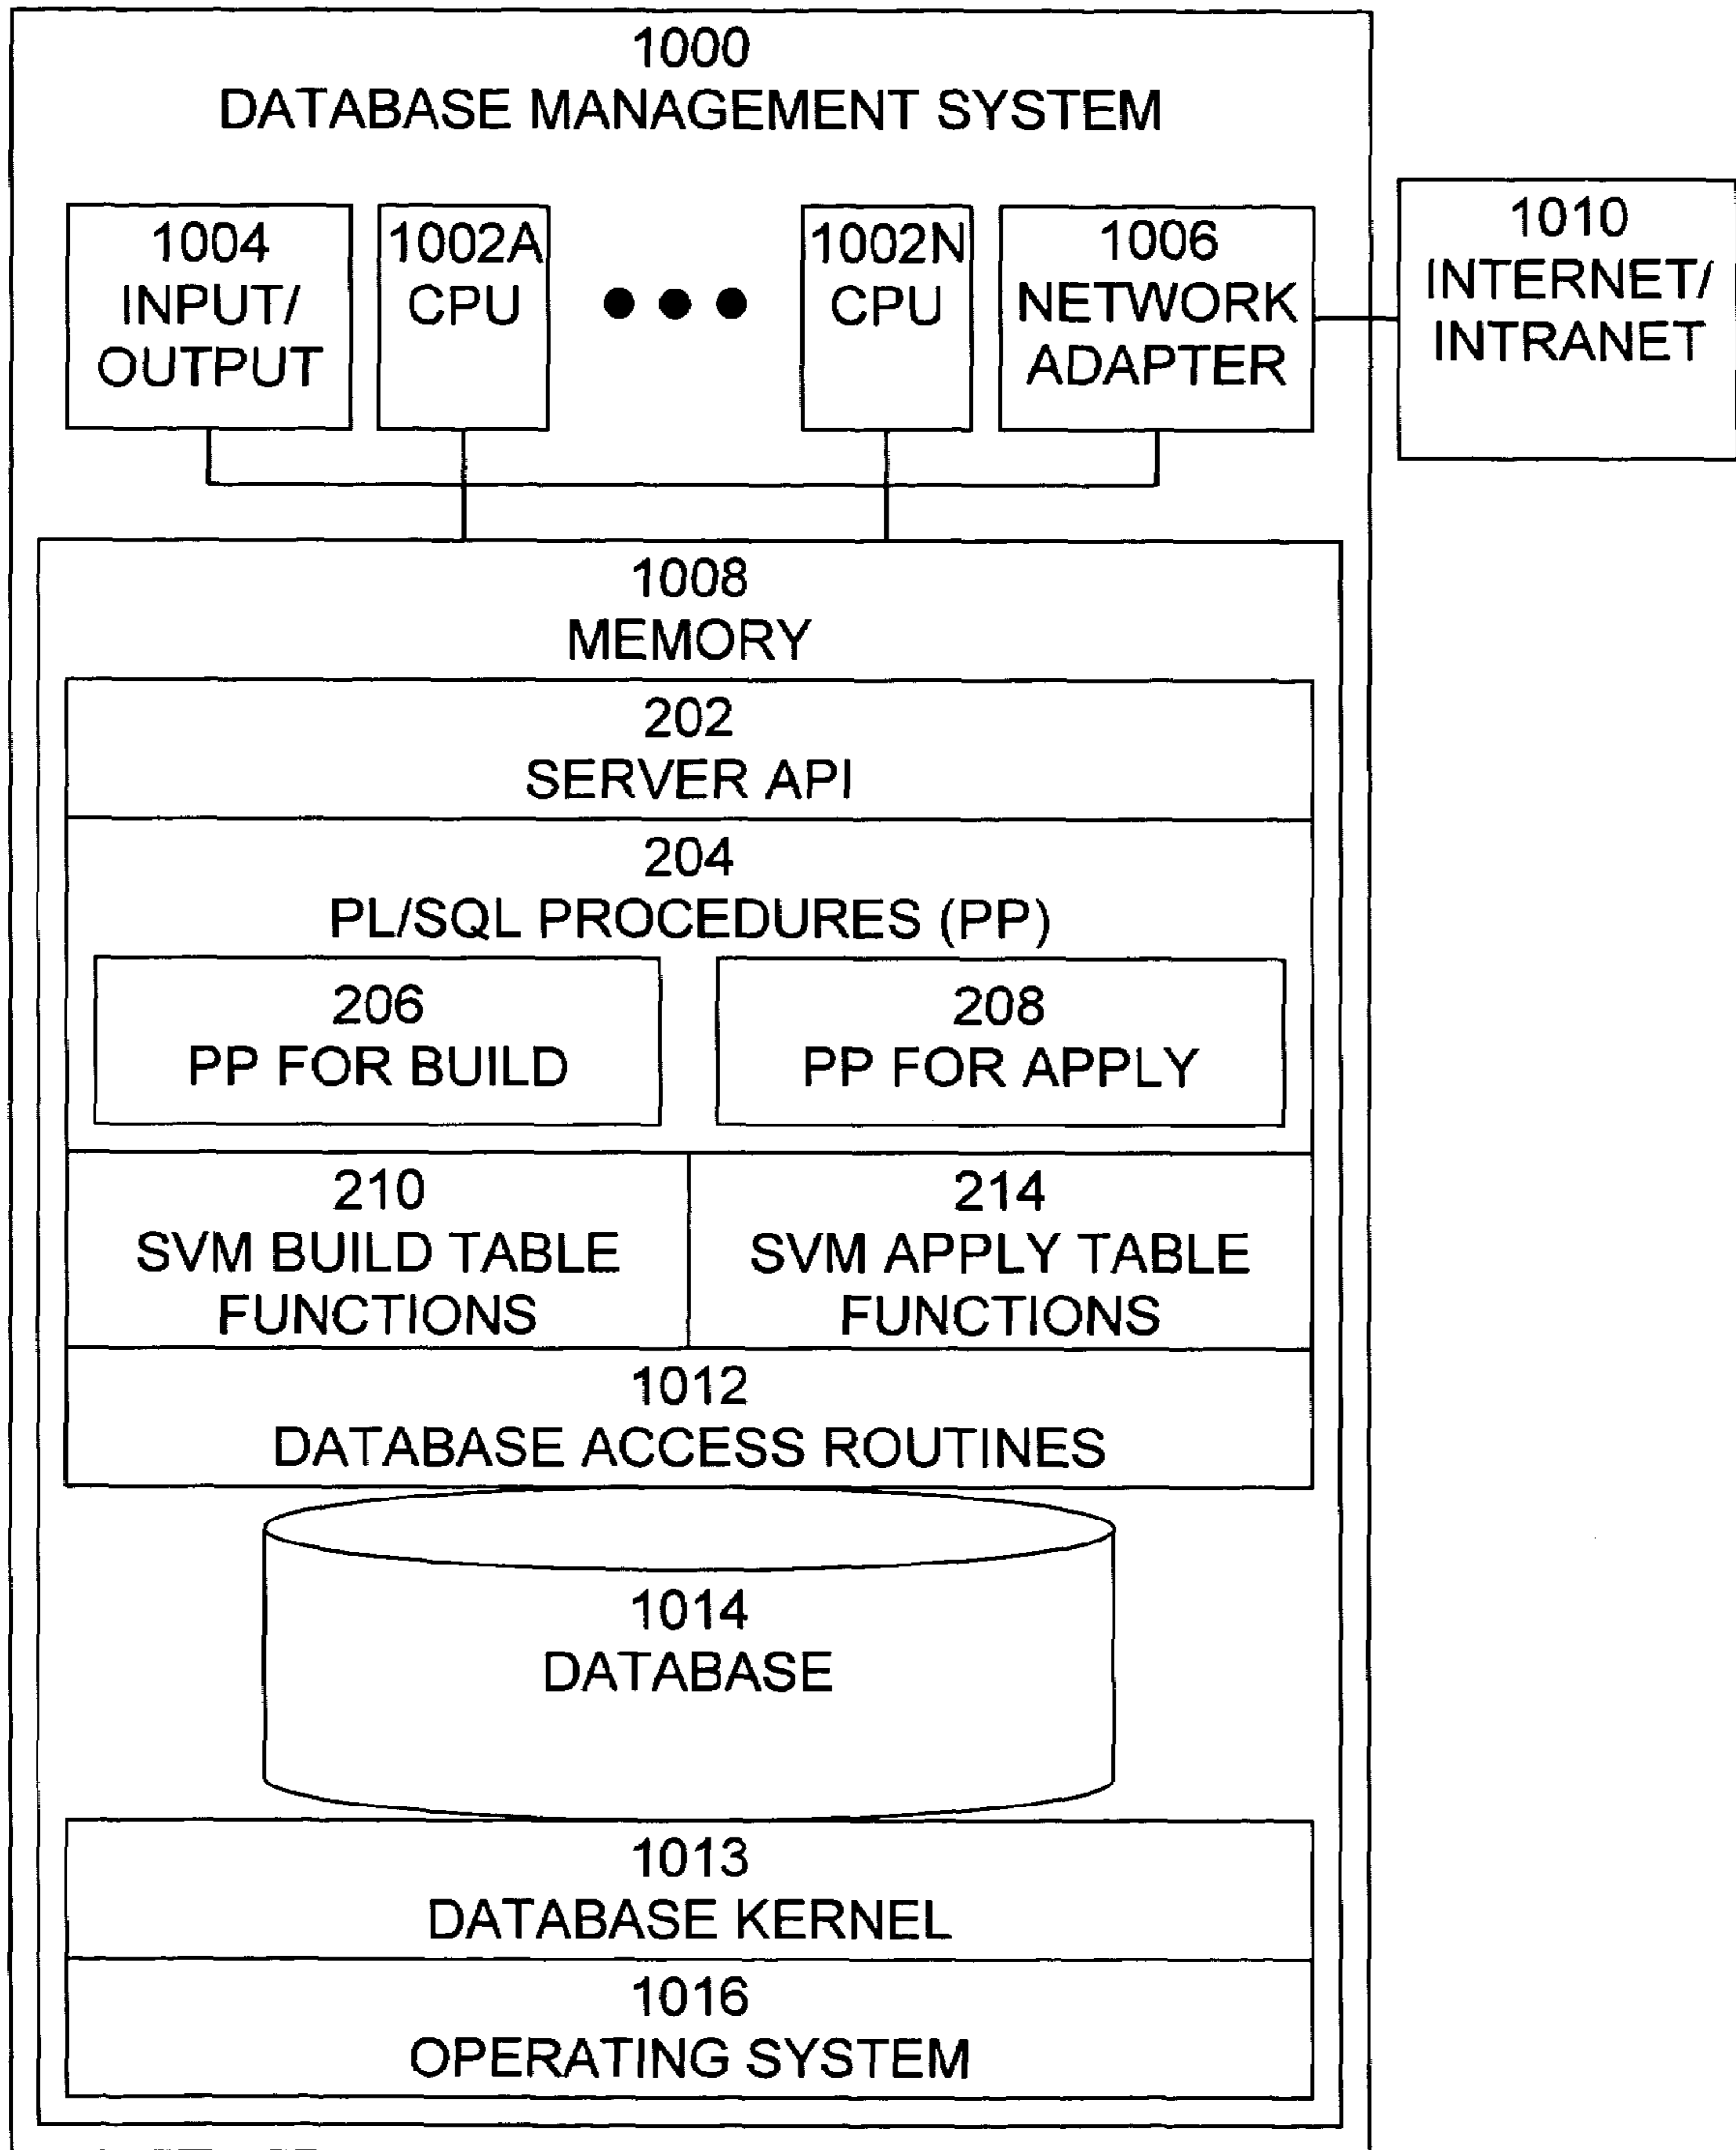 1000
DATABASE MANAGEMENT SYSTEM
1004
INPUT/
OUTPUT
1002A
CPU
1002N
CPU
1006
NETWORK
ADAPTER
1010
INTERNET/
INTRANET
1008
MEMORY
202
SERVER API
204
PL/SQL PROCEDURES (PP)
206
PP FOR BUILD
208
PP FOR APPLY
210
SVM BUILD TABLE
FUNCTIONS
214
SVM APPLY TABLE
FUNCTIONS
1012
DATABASE ACCESS ROUTINES
1014
DATABASE
1013
DATABASE KERNEL
1016
OPERATING SYSTEM